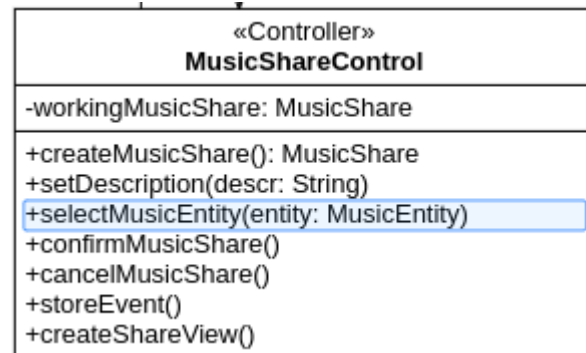 «Controller»
MusicShareControl
-workingMusicShare: MusicShare
+createMusicShare(): MusicShare
+setDescription(descr: String)
+selectMusicEntity(entity: MusicEntity)
+confirmMusicShare()
+cancelMusicShare()
+storeEvent()
+createShareView()